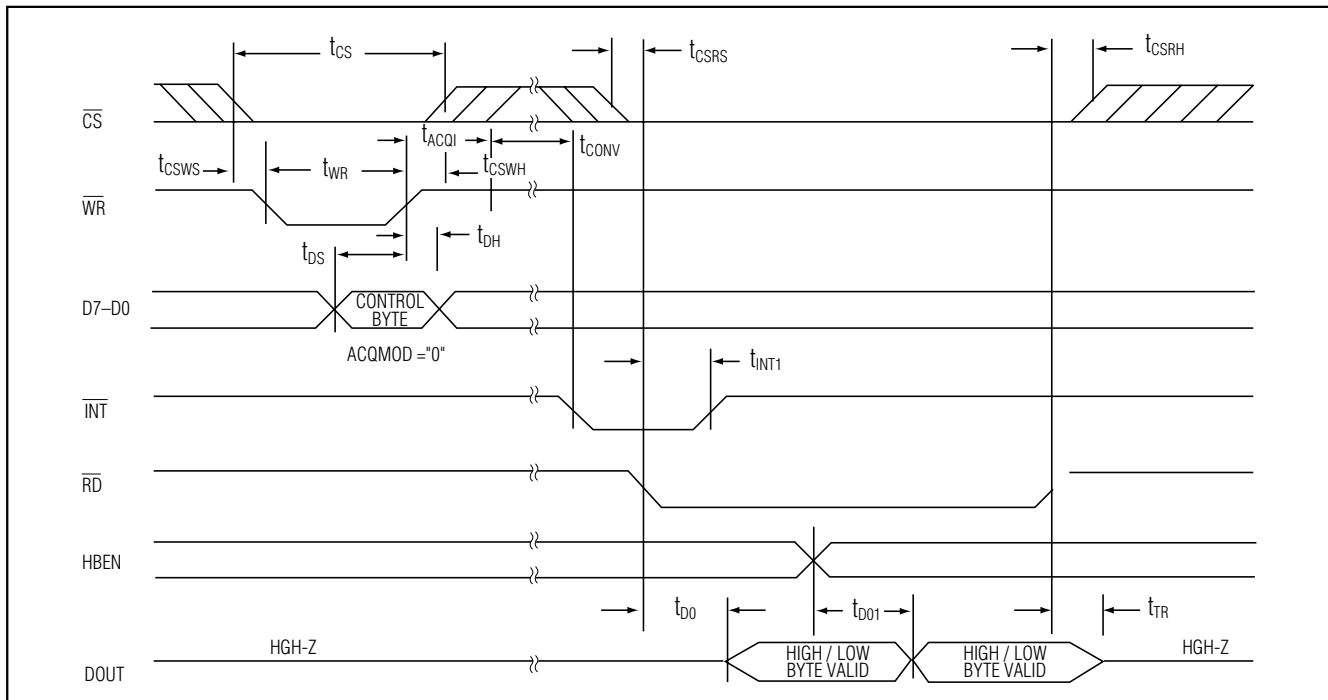 tCS
tCSRS
tCSRH
CS
tACQI
tCONV
tCSWS
tWR
tCSWH
WR
tDS
tDH
D7–D0
CONTROL
BYTE
ACQMOD ="0"
tINT1
INT
RD
HBEN
tD0
tD01
tTR
HGH-Z
HIGH / LOW
BYTE VALID
HIGH / LOW
BYTE VALID
HGH-Z
DOUT